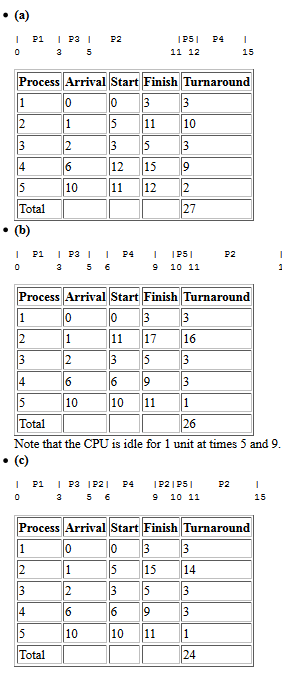 • (a)
| P1 | P3 | P2 |P5| P4 |
0 3 5 11 12 15
Process Arrival Start Finish Turnaround
1 0 0 3 3
2 1 5 11 10
3 2 3 5 3
4 6 12 15 9
5 10 11 12 2
Total 27
• (b)
| P1 | P3 | | P4 | |P5| P2 |
0 3 5 6 9 10 11 1
Process Arrival Start Finish Turnaround
1 0 0 3 3
2 1 11 17 16
3 2 3 5 3
4 6 6 9 3
5 10 10 11 1
Total 26
Note that the CPU is idle for 1 unit at times 5 and 9.
• (c)
| P1 | P3 |P2| P4 |P2|P5| P2 |
0 3 5 6 9 10 11 15
Process Arrival Start Finish Turnaround
1 0 0 3 3
2 1 5 15 14
3 2 3 5 3
4 6 6 9 3
5 10 10 11 1
Total 24